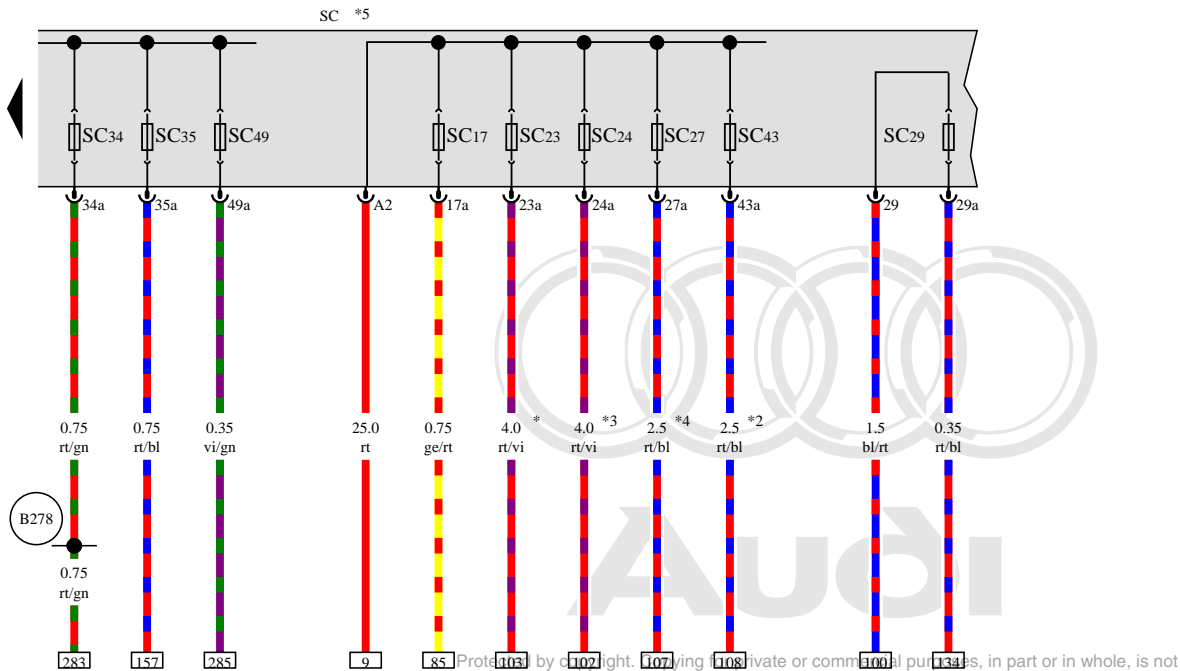 SC *5
SC34 SC35 SC49 SC17 SC23 SC24 SC27 SC43 SC29
34a 35a 49a A2 17a 23a 24a 27a 43a 29 29a
0.75 0.75 0.35 25.0 0.75 4.0 * 4.0 *3 2.5 *4 2.5 *2 1.5 0.35
rt/gn rt/bl vi/gn rt ge/rt rt/vi rt/vi rt/bl rt/bl bl/rt rt/bl
B278
0.75
rt/gn
Audi
283 157 285 9 85 103 102 107 108 100 134
Protected by copyright. Copying for private or commercial purposes, in part or in whole, is not